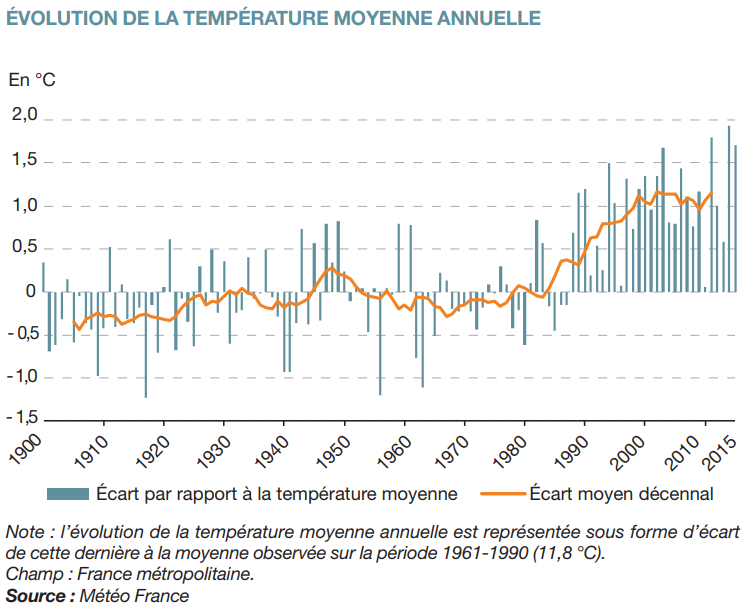 ÉVOLUTION DE LA TEMPÉRATURE MOYENNE ANNUELLE
En °C
2,0
1,5
1,0
0,5
0
-0,5
-1,0
-1,5
1900 1910 1920 1930 1940 1950 1960 1970 1980 1990 2000 2010 2015
Écart par rapport à la température moyenne Écart moyen décennal
Note : l'évolution de la température moyenne annuelle est représentée sous forme d'écart
de cette dernière à la moyenne observée sur la période 1961-1990 (11,8 °C).
Champ : France métropolitaine.
Source : Météo France